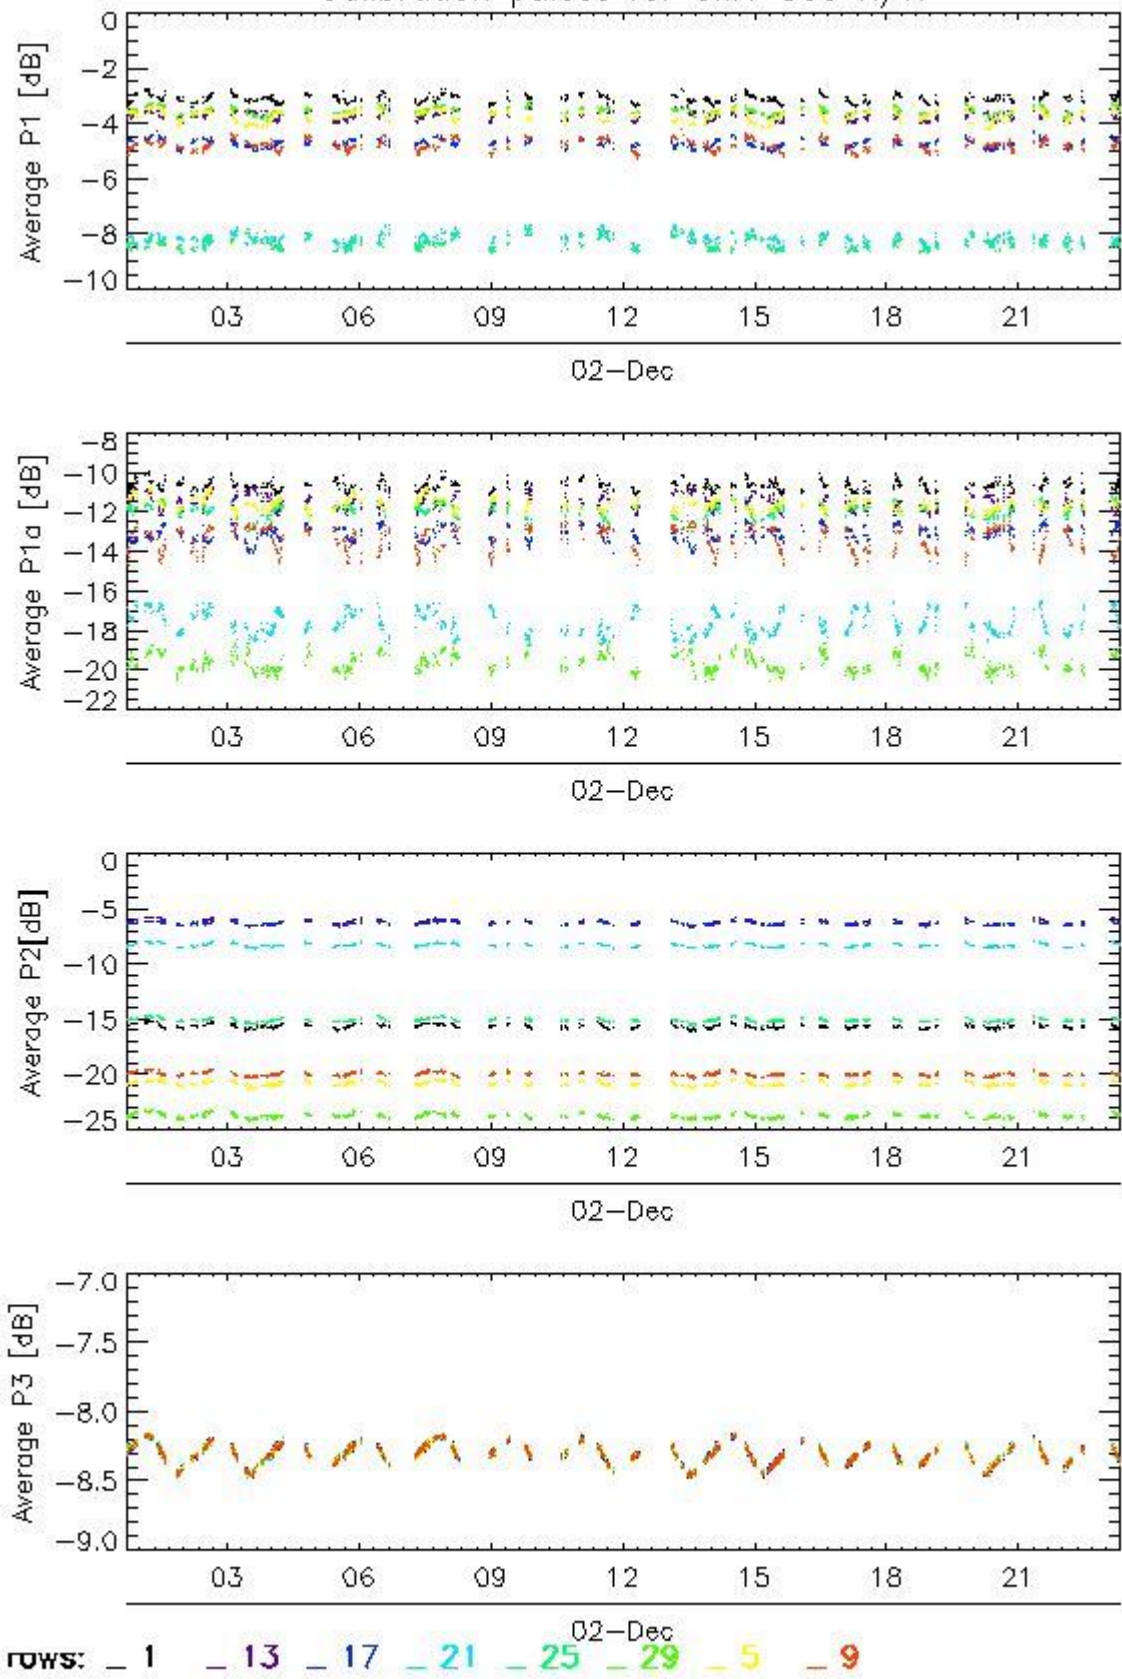 0
-2
-4
-6
-8
-10
Average P1 [dB]
03 06 09 12 15 18 21
02-Dec
-8
-10
-12
-14
-16
-18
-20
-22
Average P1a [dB]
03 06 09 12 15 18 21
02-Dec
0
-5
-10
-15
-20
-25
Average P2[dB]
03 06 09 12 15 18 21
02-Dec
-7.0
-7.5
-8.0
-8.5
-9.0
Average P3 [dB]
03 06 09 12 15 18 21
02-Dec
rows: _ 1 _ 13 _ 17 _ 21 _ 25 _ 29 _ 5 _ 9